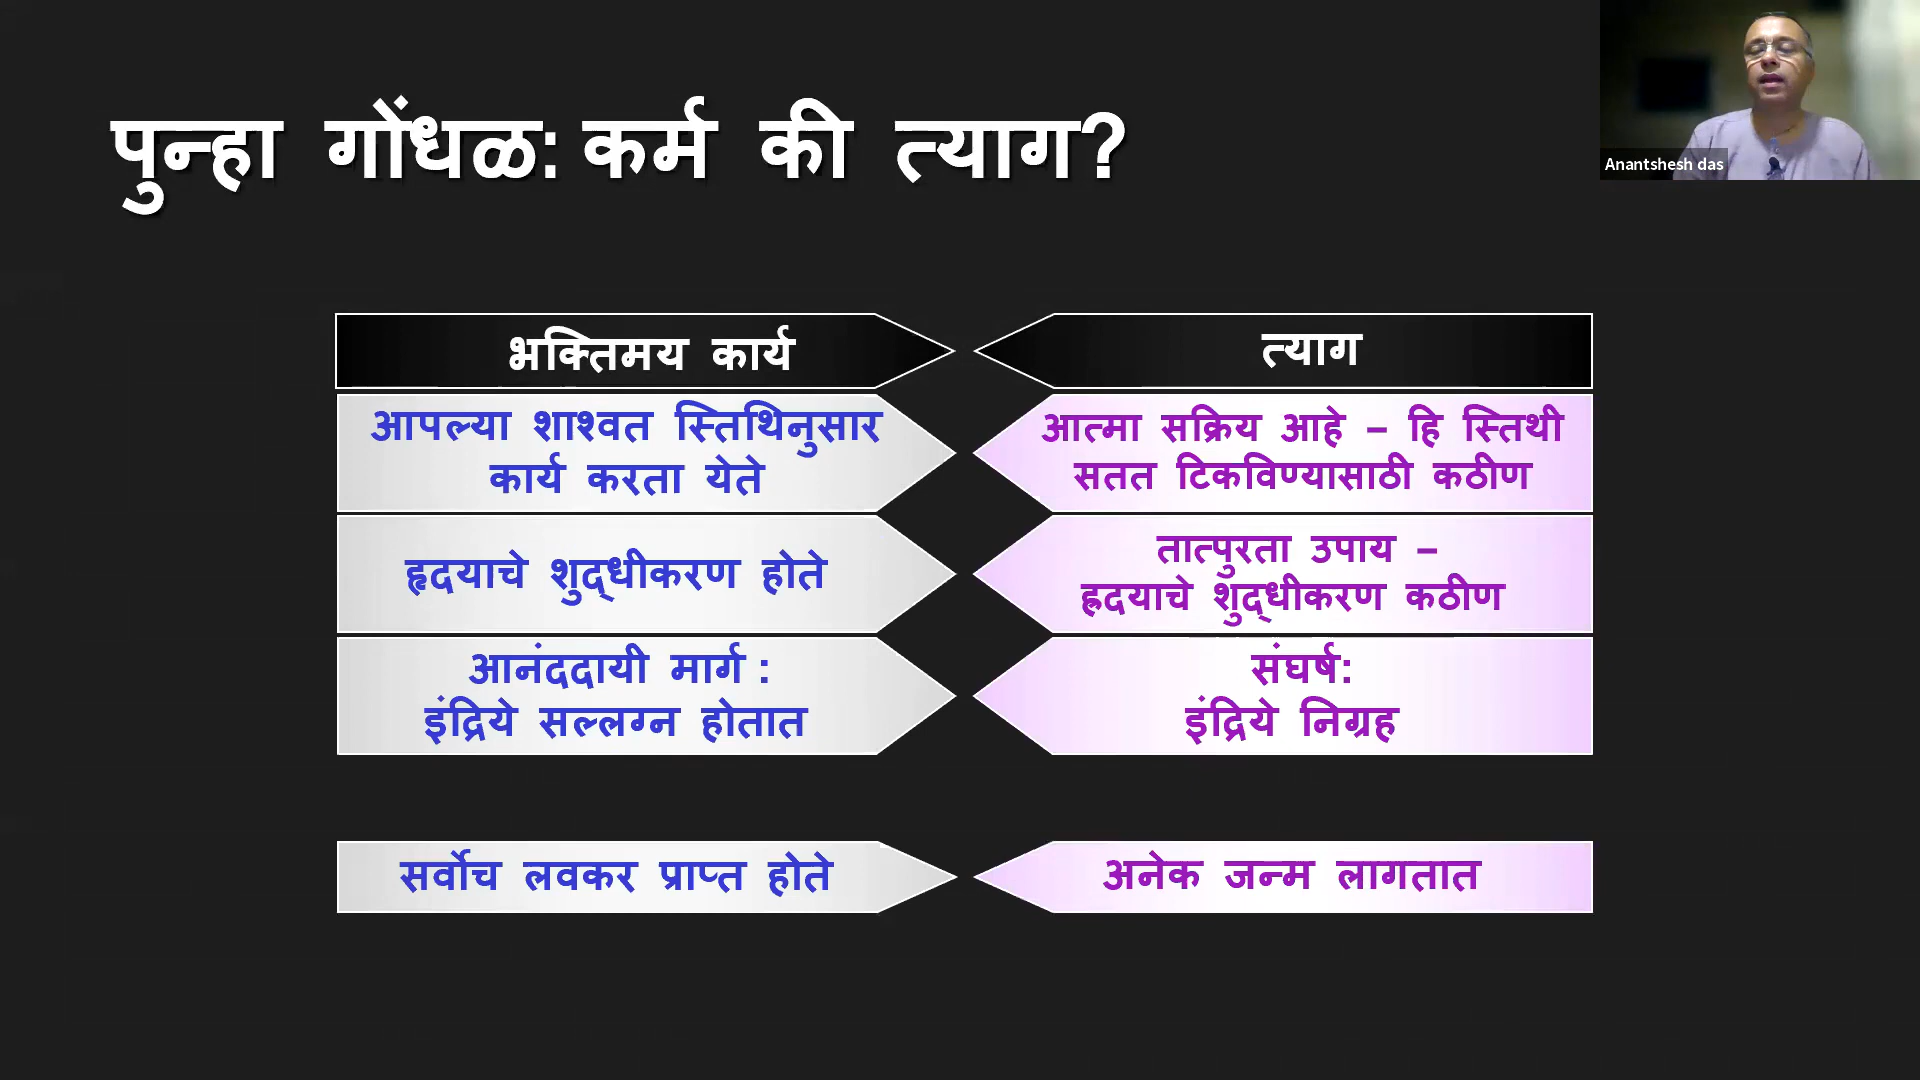 पुन्हा गोंधळ: कर्म की त्याग?
Anantshesh das
भक्तिमय कार्य
त्याग
आपल्या शाश्वत स्तिथिनुसार
कार्य करता येते
आत्मा सक्रिय आहे – हि स्तिथी
सतत टिकविण्यासाठी कठीण
हृदयाचे शुद्धीकरण होते
तात्पुरता उपाय –
ह्रदयाचे शुद्धीकरण कठीण
आनंददायी मार्ग :
इंद्रिये सल्लग्न होतात
संघर्ष:
इंद्रिये निग्रह
सर्वोच लवकर प्राप्त होते
अनेक जन्म लागतात